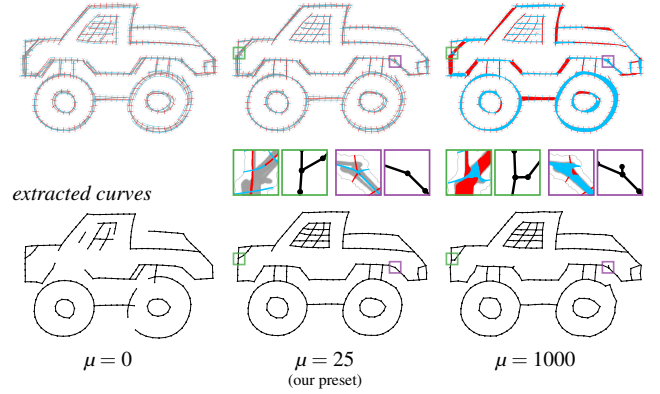 extracted curves
μ = 0
μ = 25
μ = 1000
(our preset)